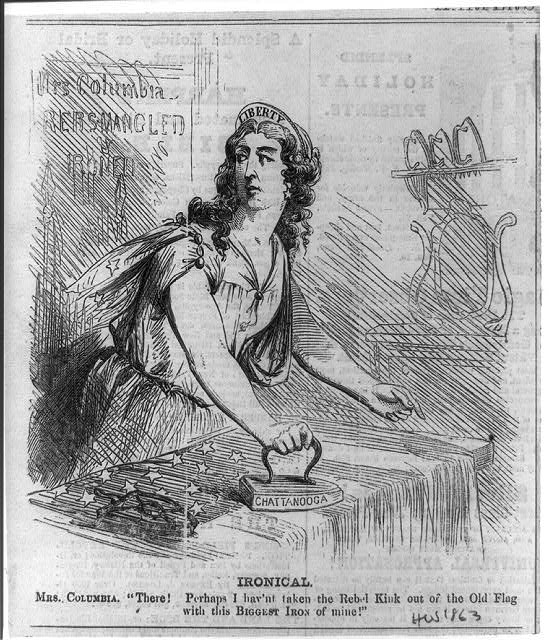 Mrs Columbia
REBS MANGLED
&
IRONED
LIBERTY
CHATTANOOGA
IRONICAL.
MRS. COLUMBIA. "There! Perhaps I hav'nt taken the Rebel Kink out of the Old Flag
with this BIGGEST IRON of mine!"
HW 1863